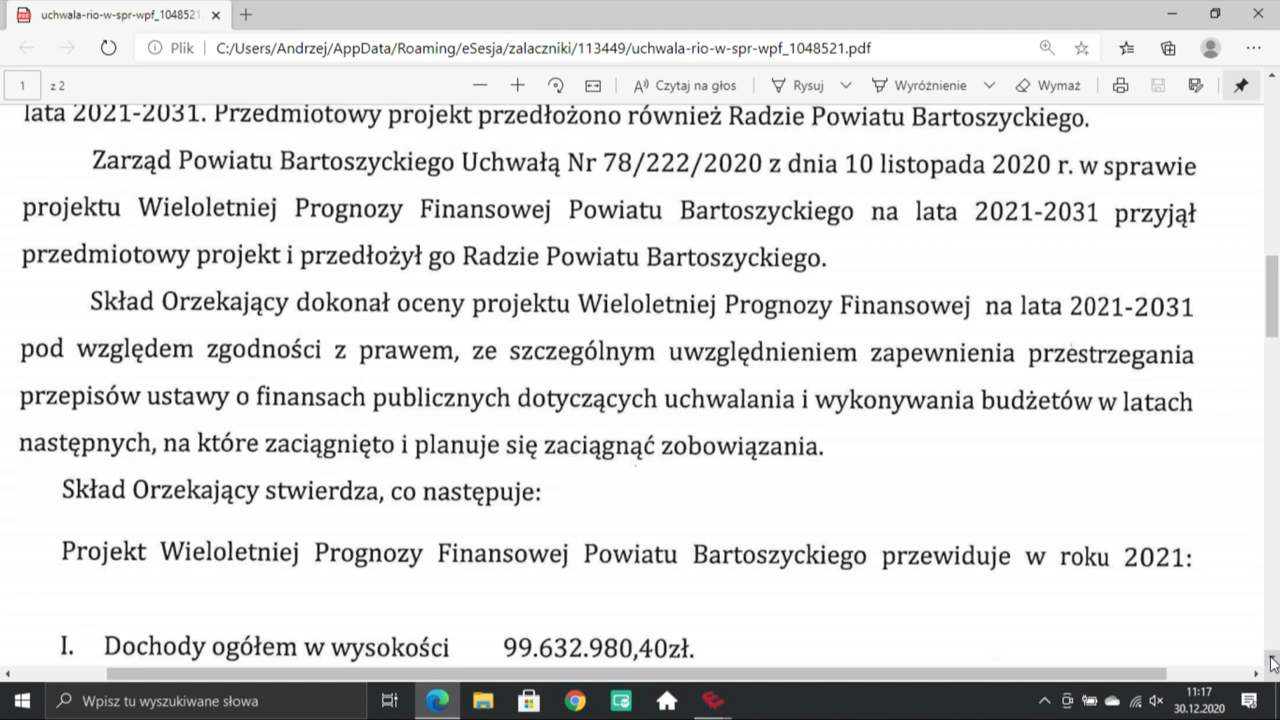 uchwala-rio-w-spr-wpf_1048521
Plik
C:/Users/Andrzej/AppData/Roaming/eSesja/zalaczniki/113449/uchwala-rio-w-spr-wpf_1048521.pdf
1 z 2 Czytaj na głos Rysuj Wyróżnienie Wymaż
lata 2021-2031. Przedmiotowy projekt przedłożono również Radzie Powiatu Bartoszyckiego.
Zarząd Powiatu Bartoszyckiego Uchwałą Nr 78/222/2020 z dnia 10 listopada 2020 r. w sprawie
projektu Wieloletniej Prognozy Finansowej Powiatu Bartoszyckiego na lata 2021-2031 przyjął
przedmiotowy projekt i przedłożył go Radzie Powiatu Bartoszyckiego.
Skład Orzekający dokonał oceny projektu Wieloletniej Prognozy Finansowej na lata 2021-2031
pod względem zgodności z prawem, ze szczególnym uwzględnieniem zapewnienia przestrzegania
przepisów ustawy o finansach publicznych dotyczących uchwalania i wykonywania budżetów w latach
następnych, na które zaciągnięto i planuje się zaciągnąć zobowiązania.
Skład Orzekający stwierdza, co następuje:
Projekt Wieloletniej Prognozy Finansowej Powiatu Bartoszyckiego przewiduje w roku 2021:
I. Dochody ogółem w wysokości 99.632.980,40zł.
Wpisz tu wyszukiwane słowa
11:17
30.12.2020